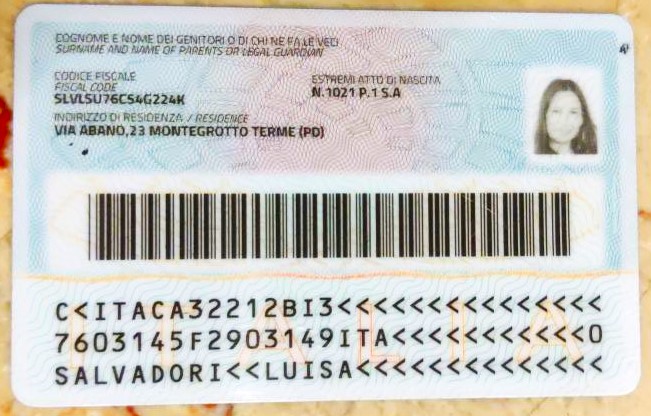 COGNOME E NOME DEI GENITORI O DI CHI NE FA LE VECI
SURNAME AND NAME OF PARENTS OR LEGAL GUARDIAN
CODICE FISCALE
FISCAL CODE
SLVLSU76C54G224K
ESTREMI ATTO DI NASCITA
N.1021 P.1 S.A
INDIRIZZO DI RESIDENZA / RESIDENCE
VIA ABANO,23 MONTEGROTTO TERME (PD)
C<ITACA32212BI3<<<<<<<<<<<<<<<
7603145F2903149ITA<<<<<<<<<<<0
SALVADORI<<LUISA<<<<<<<<<<<<<<
ITALIA